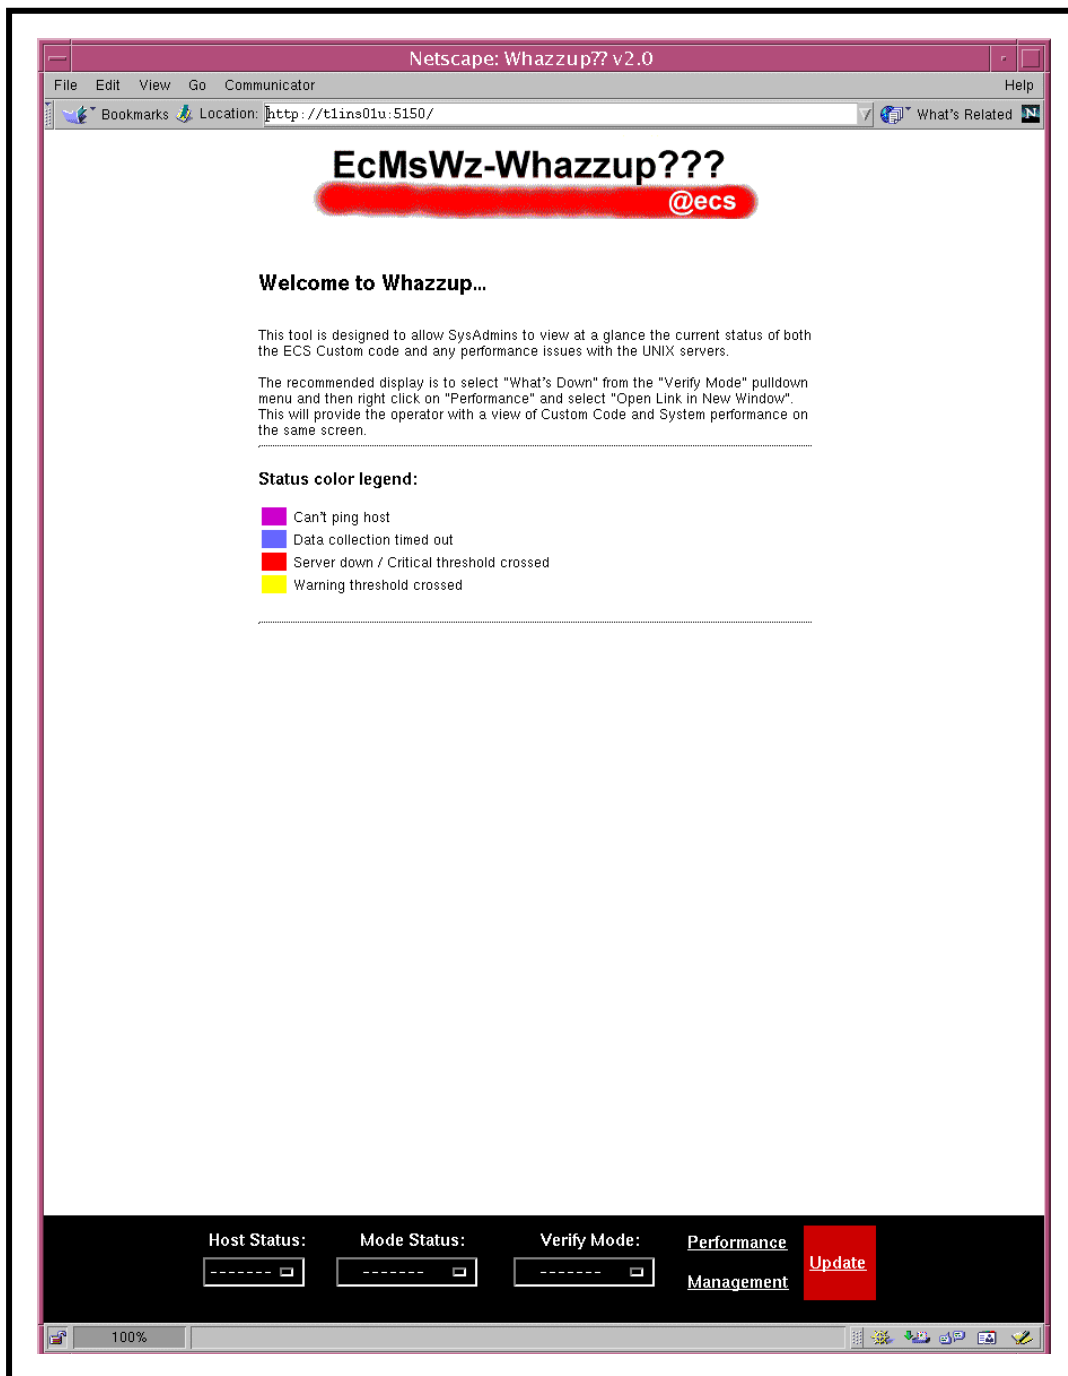 Netscape: Whazzup?? v2.0
File Edit View Go Communicator Help
Bookmarks Location: http://t1ins01u:5150/ What's Related N
EcMsWz-Whazzup???
@ecs
Welcome to Whazzup...
This tool is designed to allow SysAdmins to view at a glance the current status of both
the ECS Custom code and any performance issues with the UNIX servers.
The recommended display is to select "What's Down" from the "Verify Mode" pulldown
menu and then right click on "Performance" and select "Open Link in New Window".
This will provide the operator with a view of Custom Code and System performance on
the same screen.
Status color legend:
Can't ping host
Data collection timed out
Server down / Critical threshold crossed
Warning threshold crossed
Host Status: Mode Status: Verify Mode: Performance
------- ------- ------- Update
Management
100%